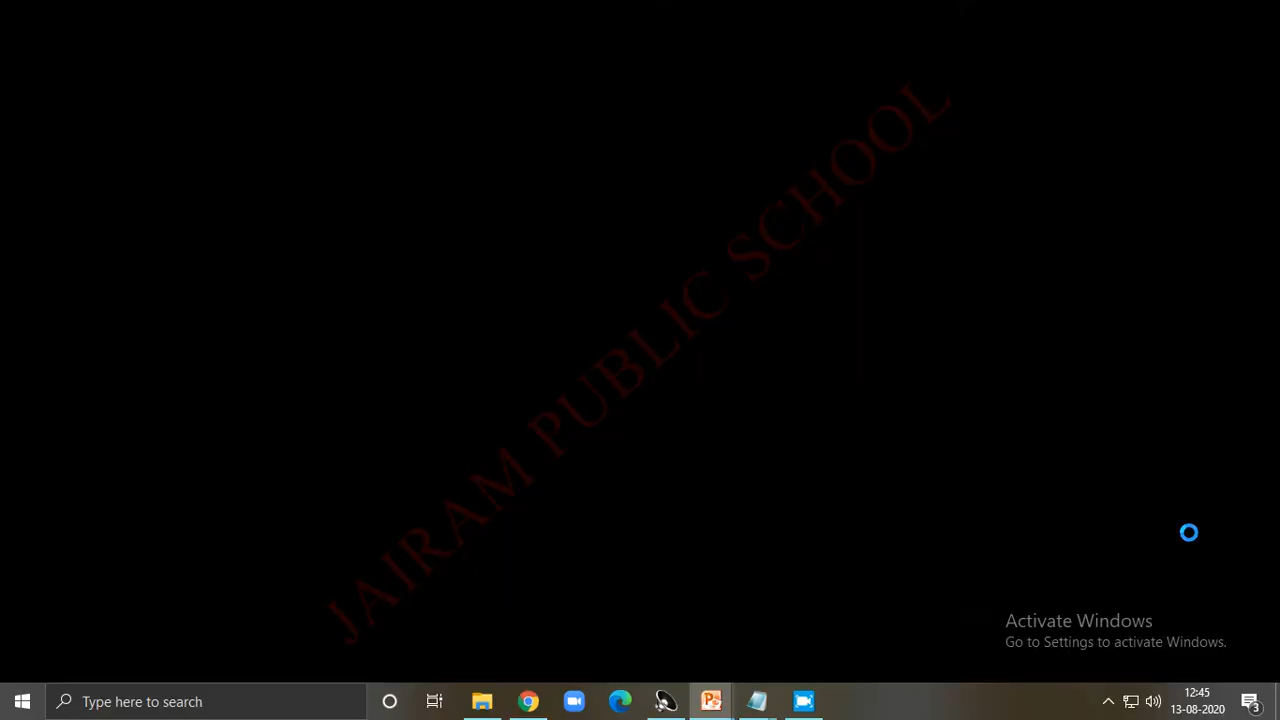 JAIRAM PUBLIC SCHOOL
Activate Windows
Go to Settings to activate Windows.
Type here to search
12:45
13-08-2020
3